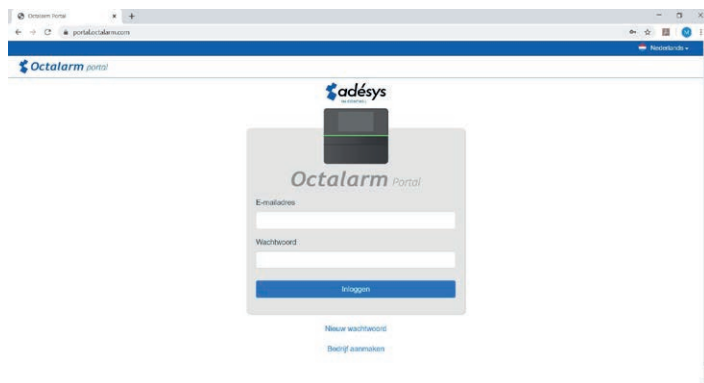 Octalarm Portal
portal.octalarm.com
Nederlands
Octalarm portal
adésys
Octalarm Portal
E-mailadres
Wachtwoord
Inloggen
Nieuw wachtwoord
Bedrijf aanmaken